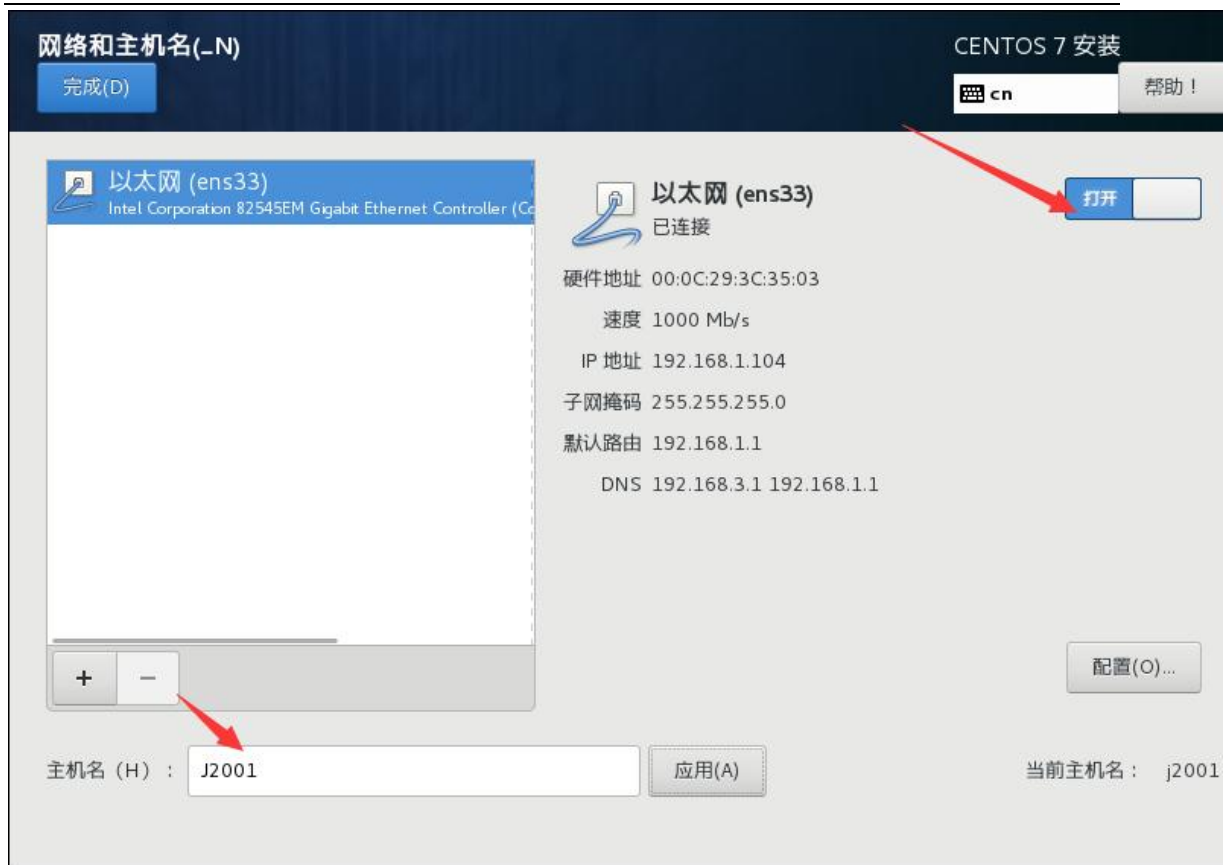 网络和主机名(_N)
CENTOS 7 安装
完成(D)
cn
帮助！
以太网 (ens33)
Intel Corporation 82545EM Gigabit Ethernet Controller (Co
以太网 (ens33)
已连接
打开
硬件地址 00:0C:29:3C:35:03
速度 1000 Mb/s
IP 地址 192.168.1.104
子网掩码 255.255.255.0
默认路由 192.168.1.1
DNS 192.168.3.1 192.168.1.1
+ −
配置(O)...
主机名（H）： J2001
应用(A)
当前主机名： j2001